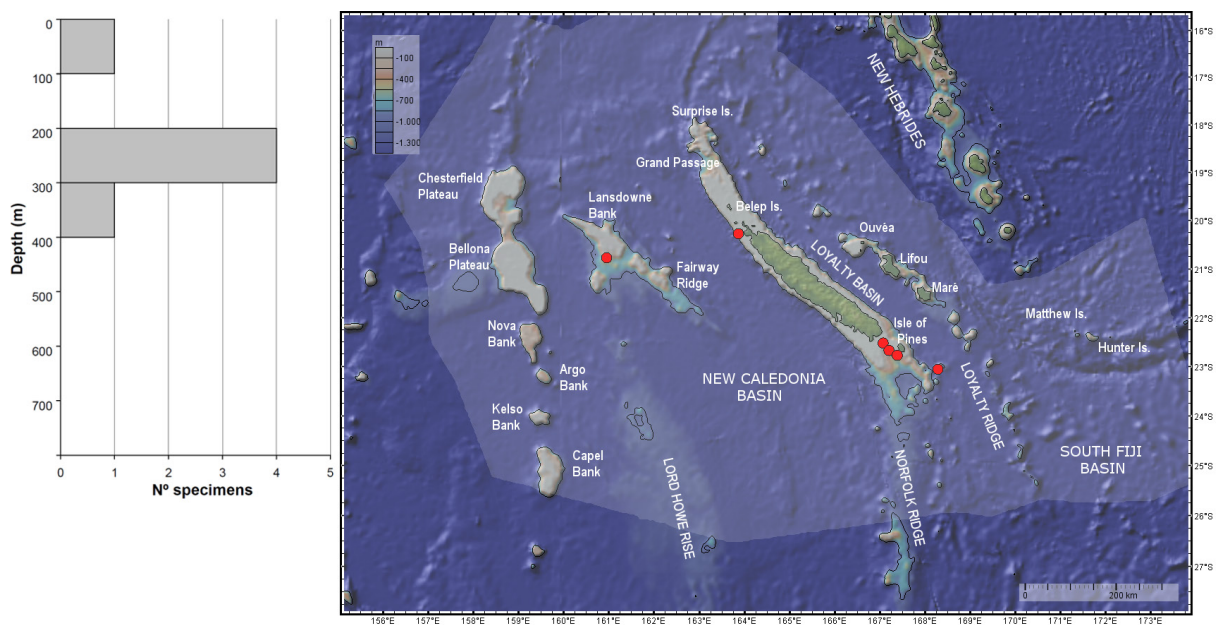 0
100
200
300
400
500
600
700
Depth (m)
0
1
2
3
4
5
Nº specimens
m
-100
-400
-700
-1.000
-1.300
Surprise Is.
Grand Passage
Belep Is.
Chesterfield
Plateau
Bellona
Plateau
Lansdowne
Bank
Fairway
Ridge
Nova
Bank
Argo
Bank
Kelso
Bank
Capel
Bank
NEW CALEDONIA
BASIN
LORD HOWE RISE
NEW HEBRIDES
Ouvèa
Lifou
Marè
LOYALTY BASIN
Isle of
Pines
Matthew Is.
Hunter Is.
LOYALTY RIDGE
NORFOLK RIDGE
SOUTH FIJI
BASIN
0
200 km
16°S
17°S
18°S
19°S
20°S
21°S
22°S
23°S
24°S
25°S
26°S
27°S
156°E
157°E
158°E
159°E
160°E
161°E
162°E
163°E
164°E
165°E
166°E
167°E
168°E
169°E
170°E
171°E
172°E
173°E